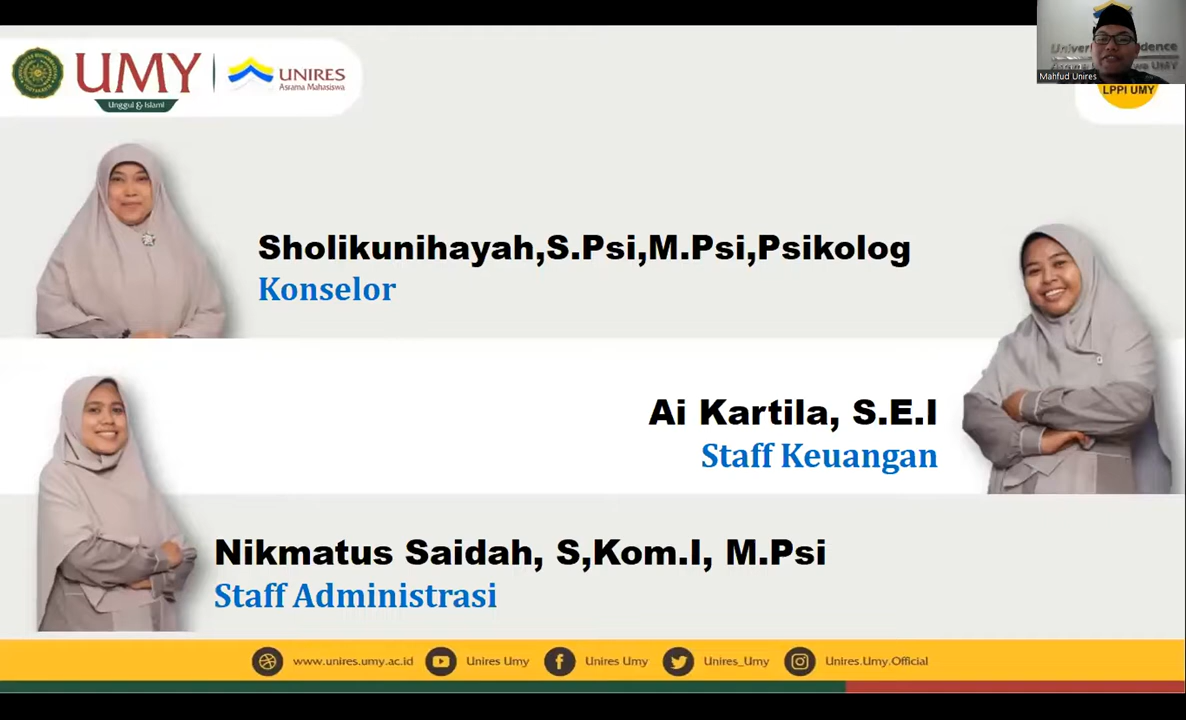 UMY
Unggul & Islami
UNIRES
Asrama Mahasiswa
Mahfud Unires
LPPI UMY
Sholikunihayah,S.Psi,M.Psi,Psikolog
Konselor
Ai Kartila, S.E.I
Staff Keuangan
Nikmatus Saidah, S,Kom.I, M.Psi
Staff Administrasi
www.unires.umy.ac.id
Unires Umy
Unires Umy
Unires_Umy
Unires.Umy.Official